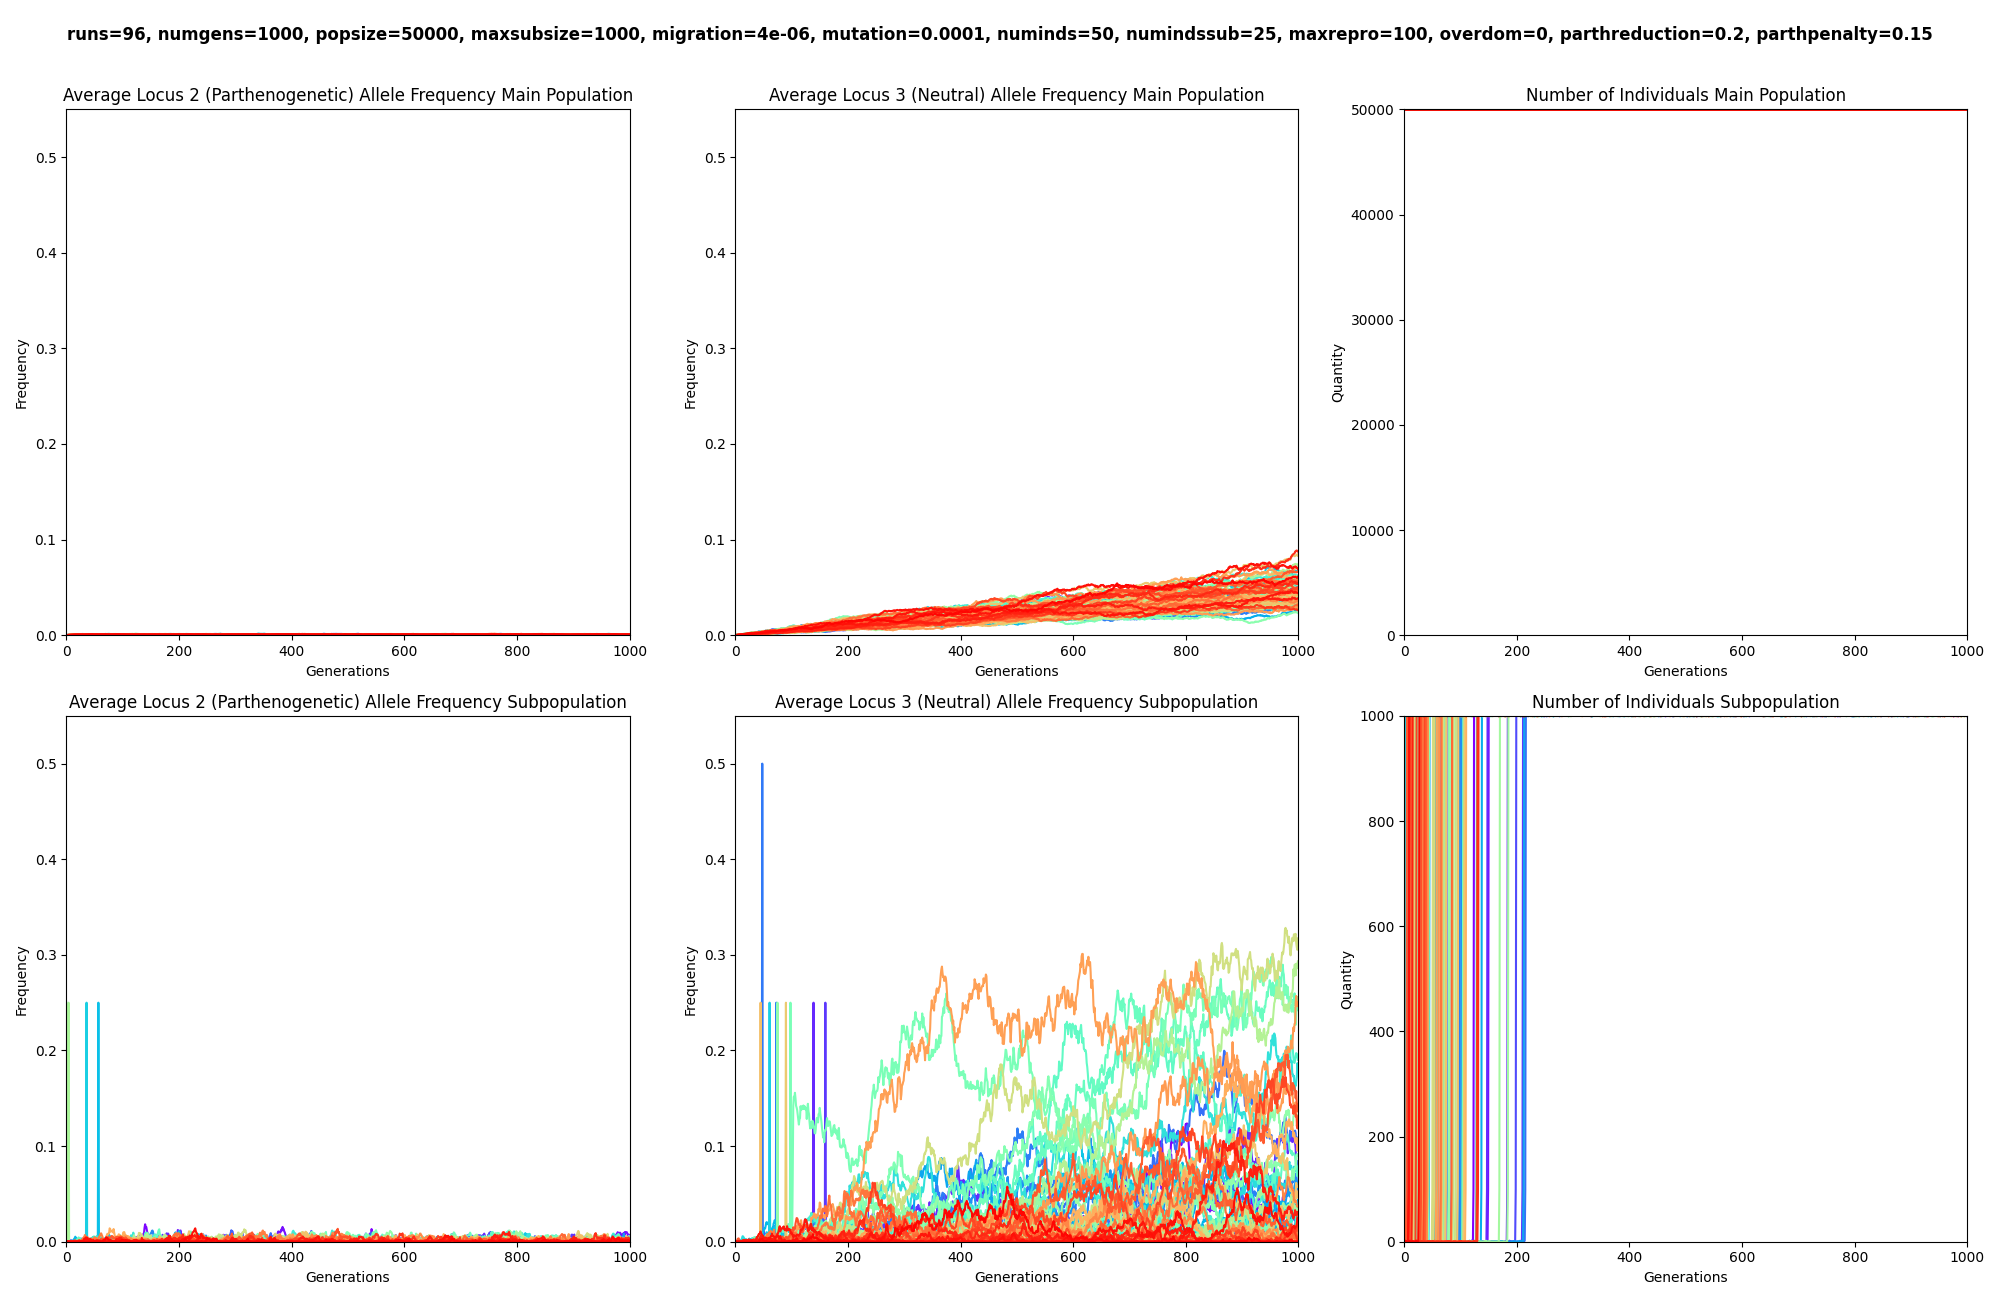 runs=96, numgens=1000, popsize=50000, maxsubsize=1000, migration=4e-06, mutation=0.0001, numinds=50, numindssub=25, maxrepro=100, overdom=0, parthreduction=0.2, parthpenalty=0.15
Average Locus 2 (Parthenogenetic) Allele Frequency Main Population
Frequency
0.5
0.4
0.3
0.2
0.1
0.0
0 200 400 600 800 1000
Generations
Average Locus 3 (Neutral) Allele Frequency Main Population
Frequency
0.5
0.4
0.3
0.2
0.1
0.0
0 200 400 600 800 1000
Generations
Number of Individuals Main Population
Quantity
50000
40000
30000
20000
10000
0
0 200 400 600 800 1000
Generations
Average Locus 2 (Parthenogenetic) Allele Frequency Subpopulation
Frequency
0.5
0.4
0.3
0.2
0.1
0.0
0 200 400 600 800 1000
Generations
Average Locus 3 (Neutral) Allele Frequency Subpopulation
Frequency
0.5
0.4
0.3
0.2
0.1
0.0
0 200 400 600 800 1000
Generations
Number of Individuals Subpopulation
Quantity
1000
800
600
400
200
0
0 200 400 600 800 1000
Generations